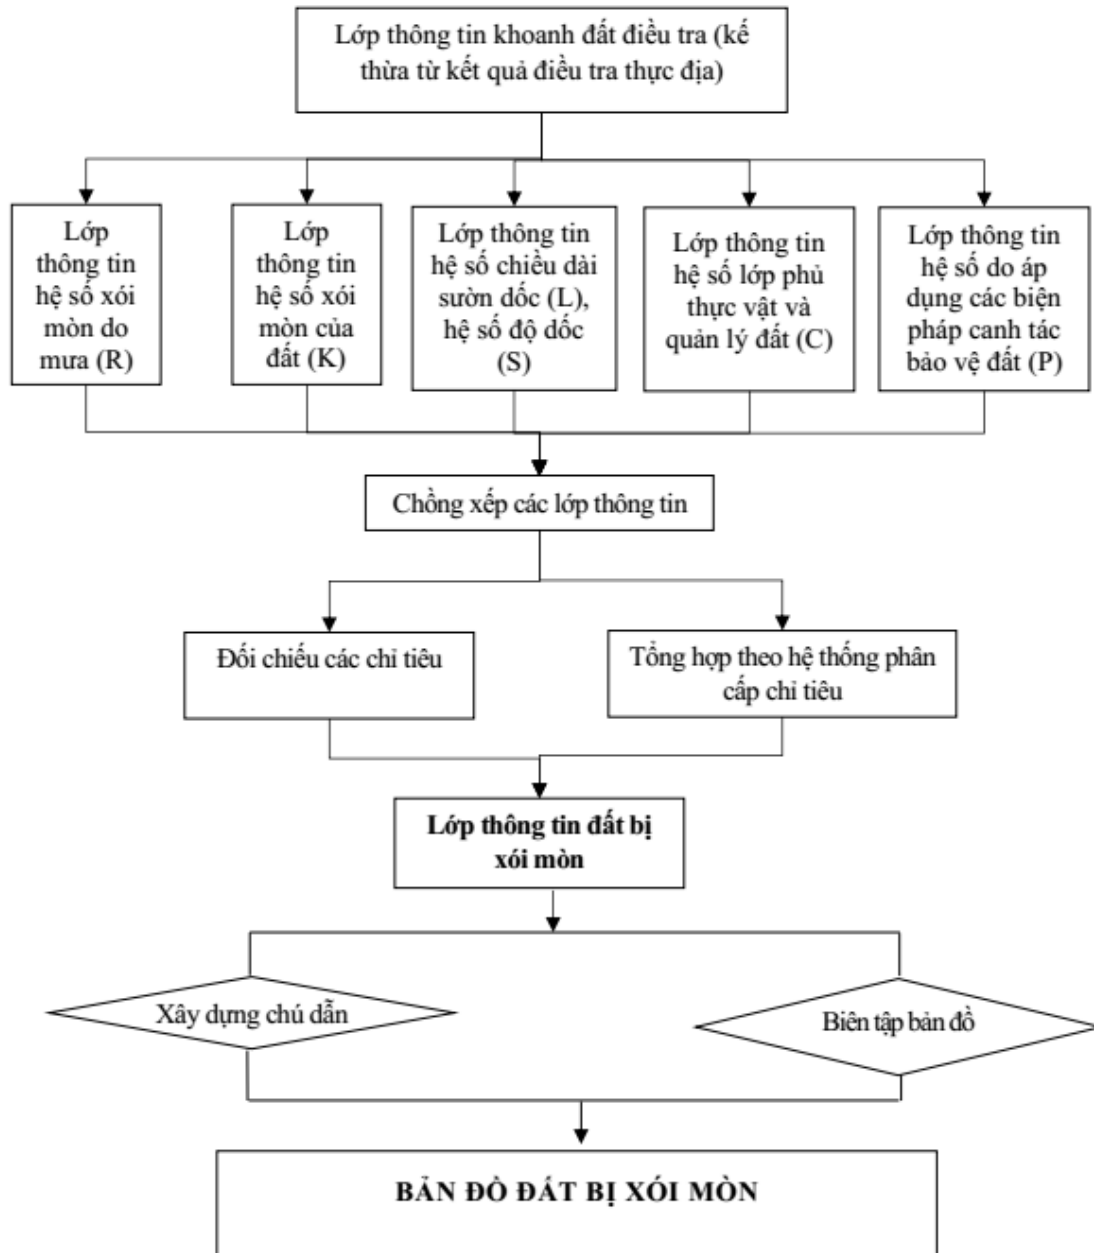 Lớp thông tin khoanh đất điều tra (kế
thừa từ kết quả điều tra thực địa)
Lớp
thông tin
hệ số xói
mòn do
mưa (R)
Lớp
thông tin
hệ số xói
mòn của
đất (K)
Lớp thông tin
hệ số chiều dài
sườn dốc (L),
hệ số độ dốc
(S)
Lớp thông tin
hệ số lớp phủ
thực vật và
quản lý đất (C)
Lớp thông tin
hệ số do áp
dụng các biện
pháp canh tác
bảo vệ đất (P)
Chồng xếp các lớp thông tin
Đối chiếu các chỉ tiêu
Tổng hợp theo hệ thống phân
cấp chỉ tiêu
Lớp thông tin đất bị
xói mòn
Xây dựng chú dẫn
Biên tập bản đồ
BẢN ĐỒ ĐẤT BỊ XÓI MÒN